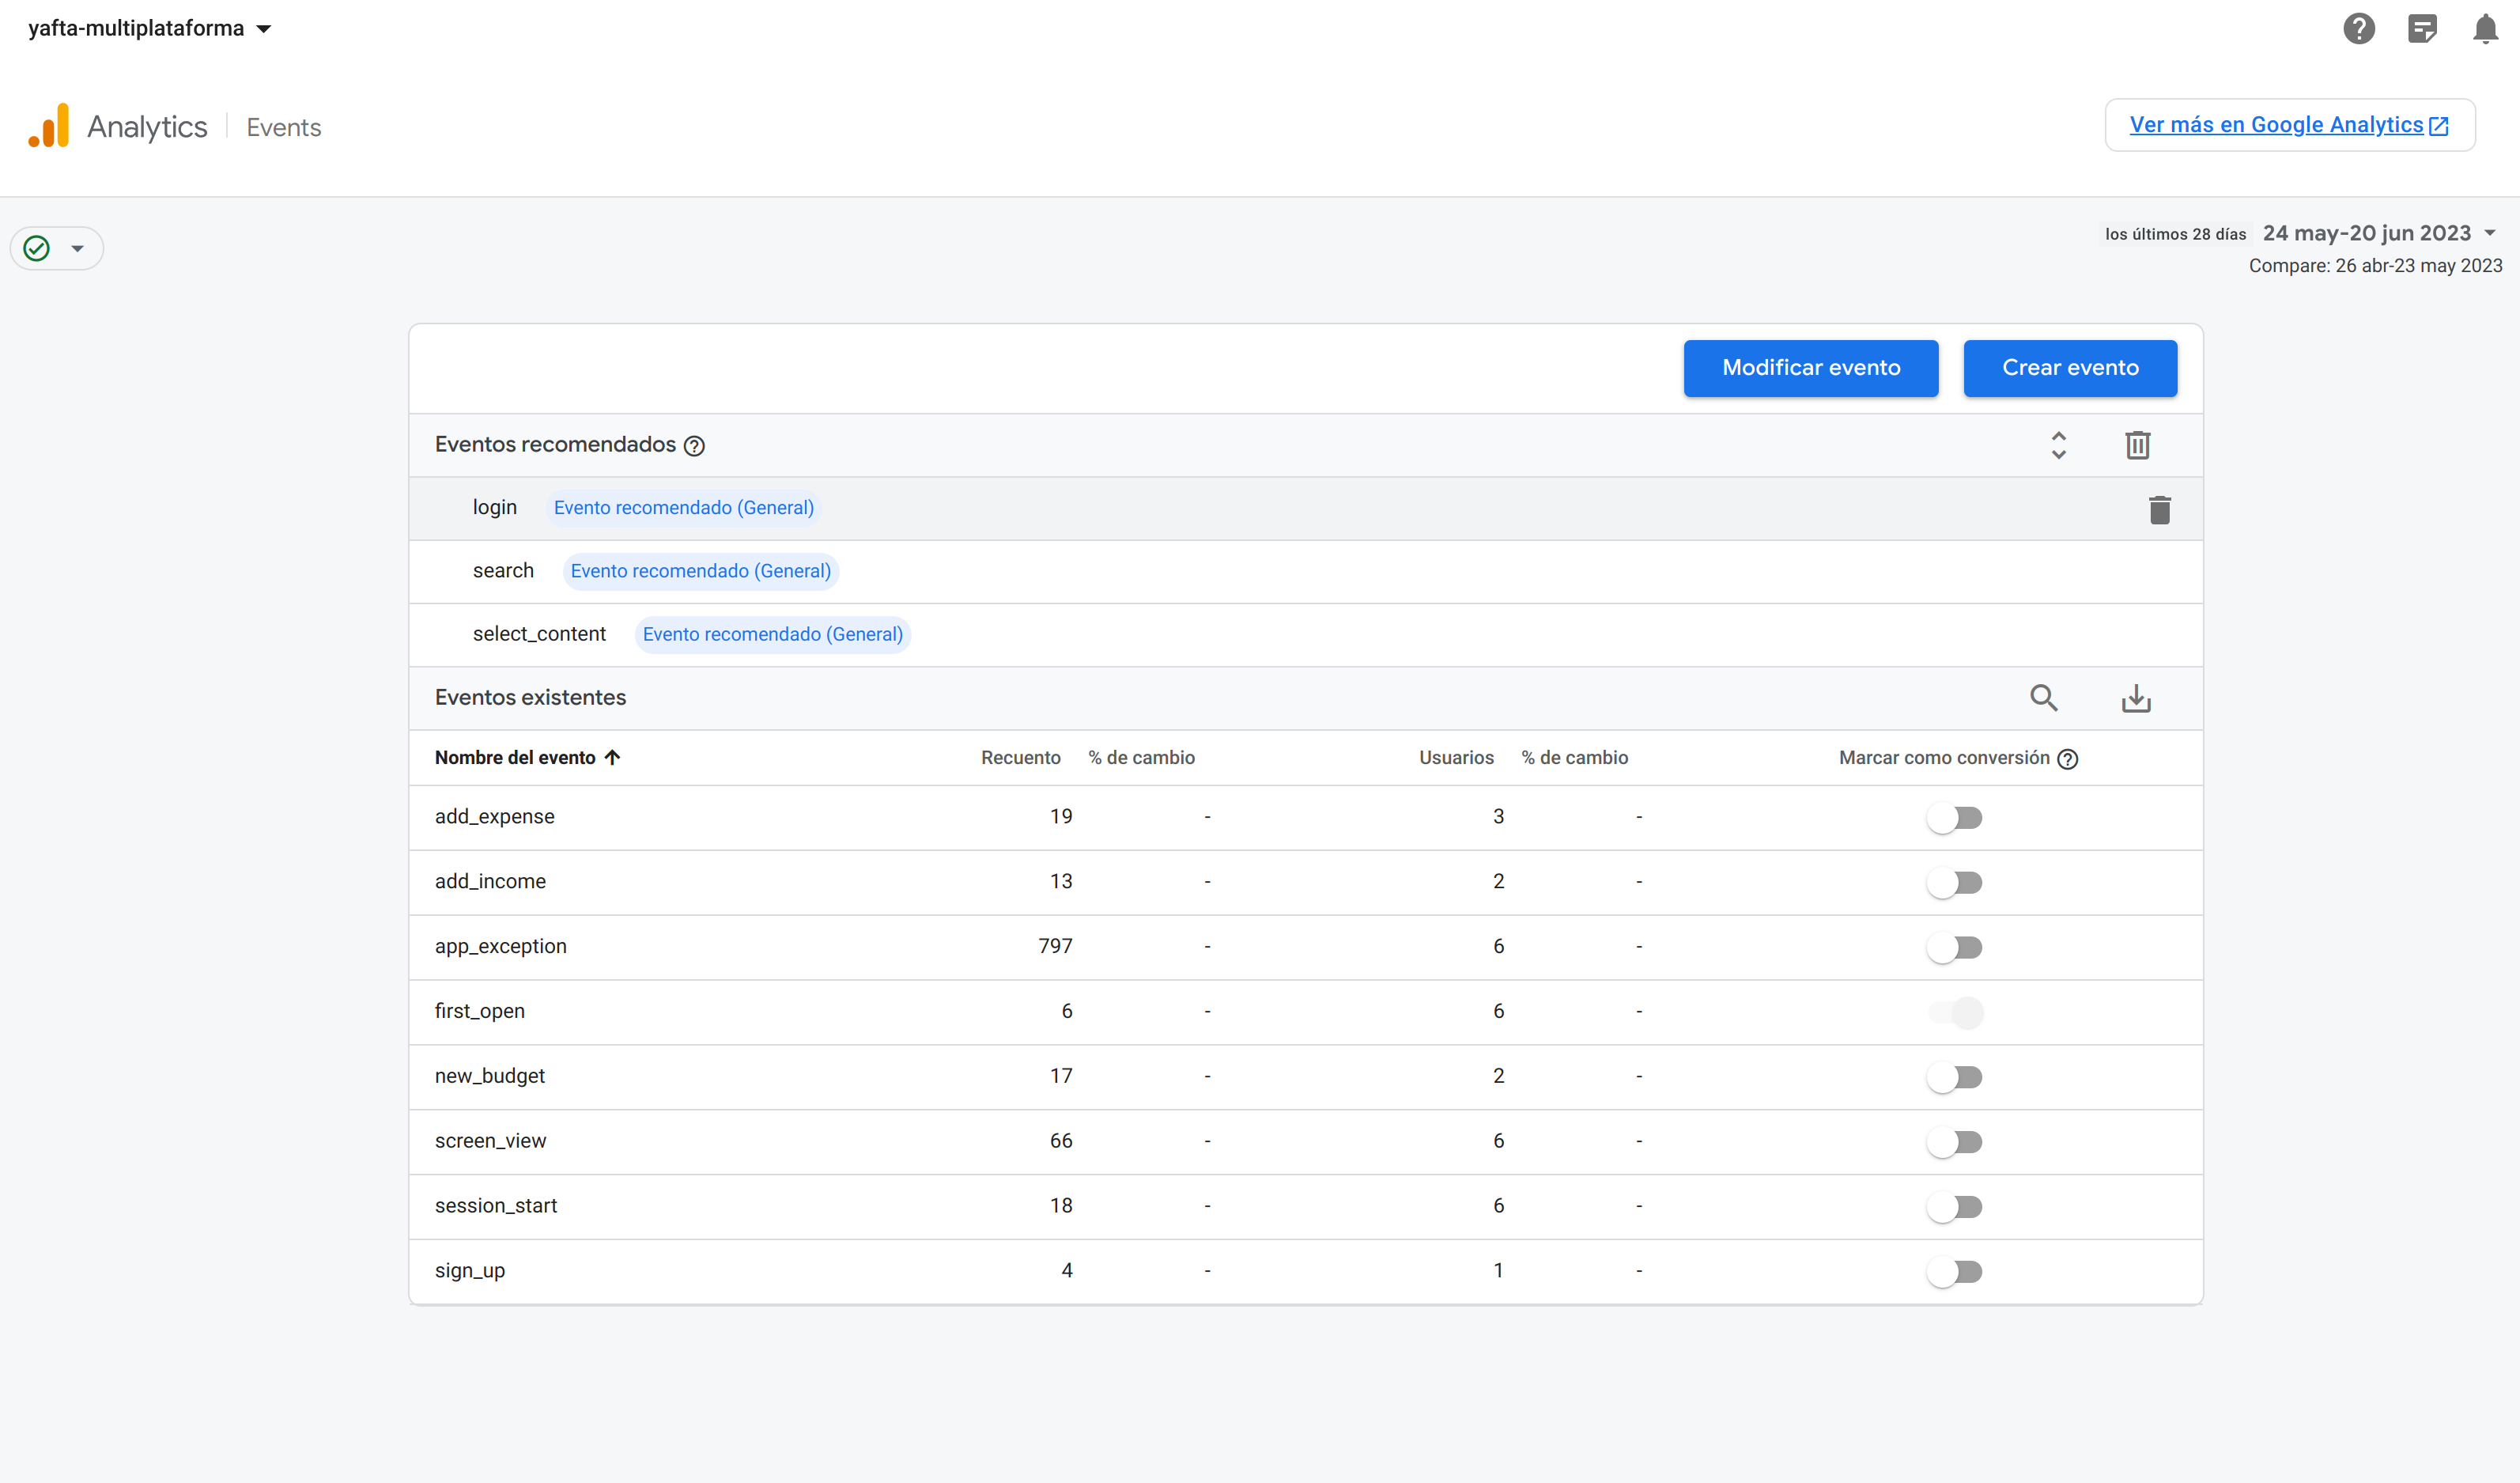 yafta-multiplataforma
Analytics Events
Ver más en Google Analytics
los últimos 28 días 24 may-20 jun 2023
Compare: 26 abr-23 may 2023
Modificar evento Crear evento
Eventos recomendados
login Evento recomendado (General)
search Evento recomendado (General)
select_content Evento recomendado (General)
Eventos existentes
Nombre del evento Recuento % de cambio Usuarios % de cambio Marcar como conversión
add_expense 19 - 3 -
add_income 13 - 2 -
app_exception 797 - 6 -
first_open 6 - 6 -
new_budget 17 - 2 -
screen_view 66 - 6 -
session_start 18 - 6 -
sign_up 4 - 1 -